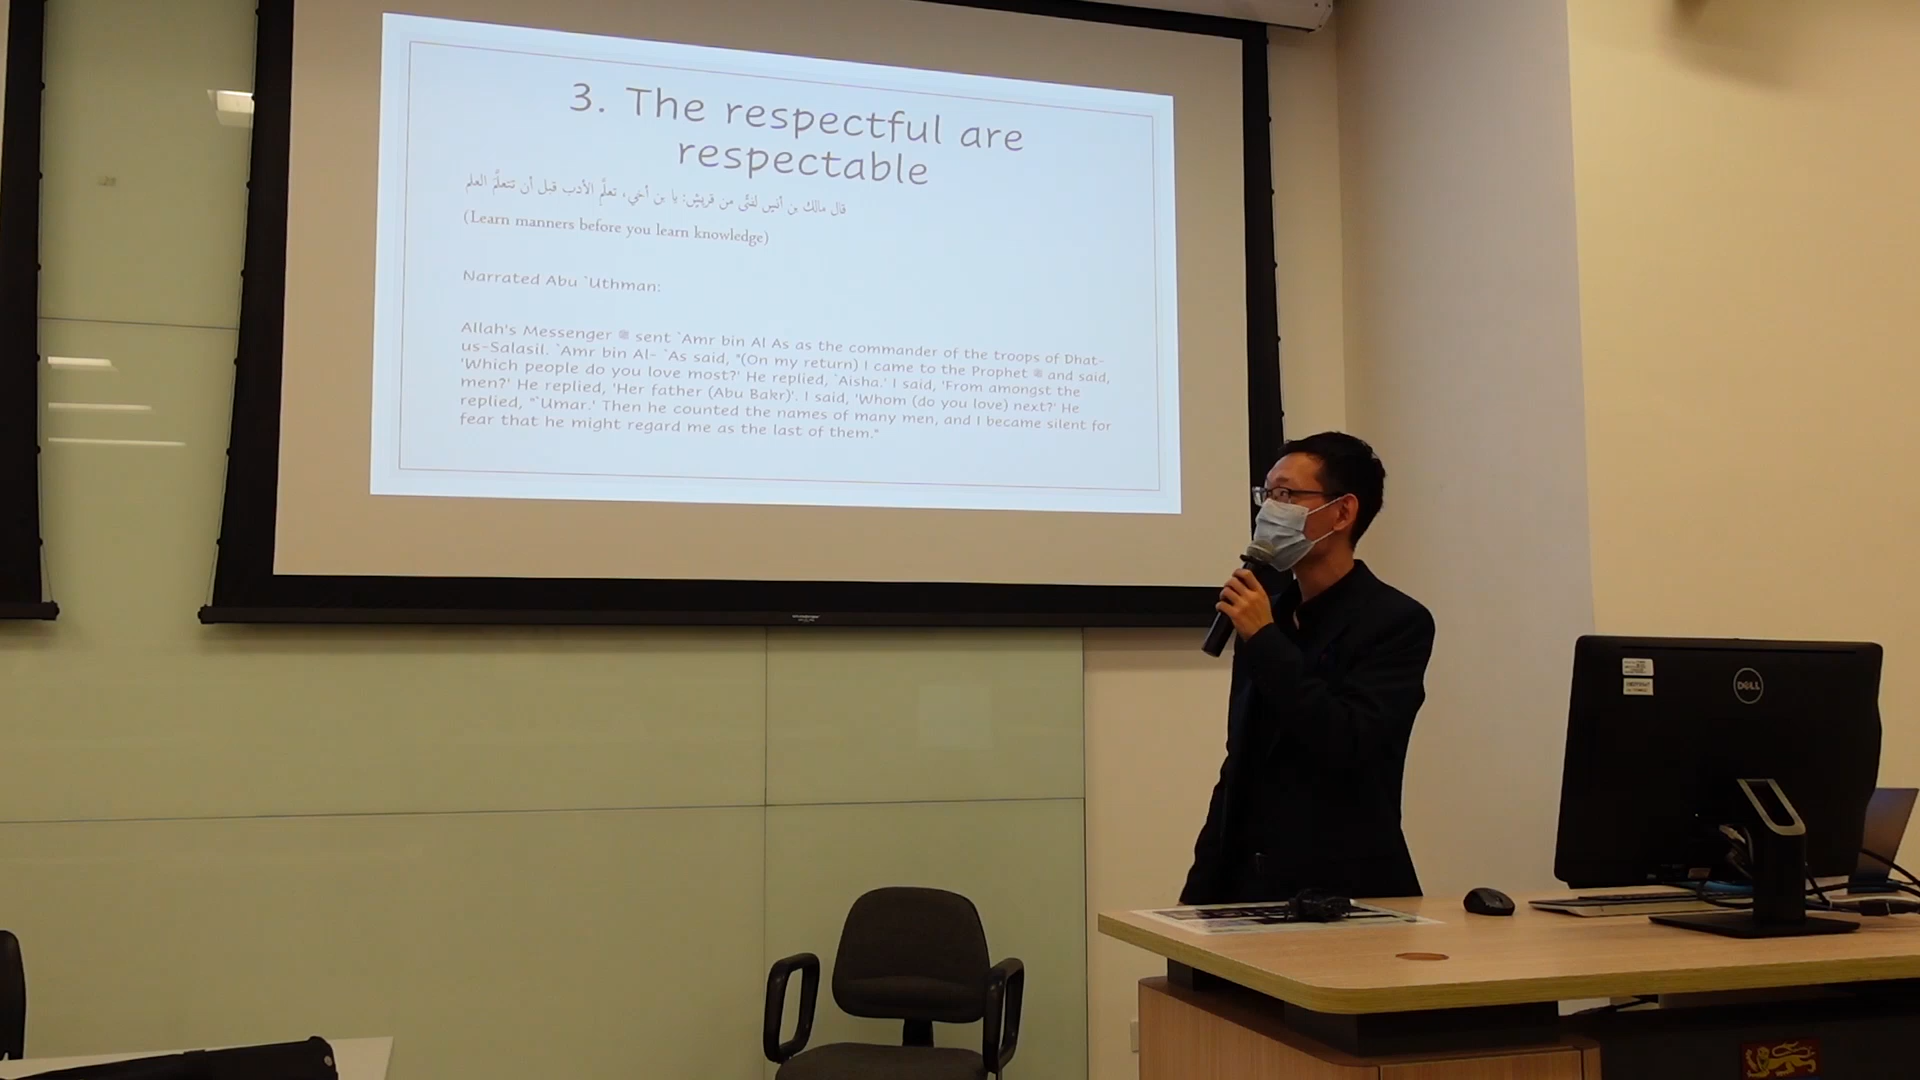 3. The respectful are
respectable
قال مالك بن أنس لفتًى من قريش: يا بن أخي، تعلَّم الأدب قبل أن تتعلَّم العلم
(Learn manners before you learn knowledge)
Narrated Abu `Uthman:
Allah's Messenger ﷺ sent `Amr bin Al As as the commander of the troops of Dhat-
us-Salasil. `Amr bin Al- `As said, "(On my return) I came to the Prophet ﷺ and said,
'Which people do you love most?' He replied, `Aisha.' I said, 'From amongst the
men?' He replied, 'Her father (Abu Bakr)'. I said, 'Whom (do you love) next?' He
replied, "`Umar.' Then he counted the names of many men, and I became silent for
fear that he might regard me as the last of them."
DELL